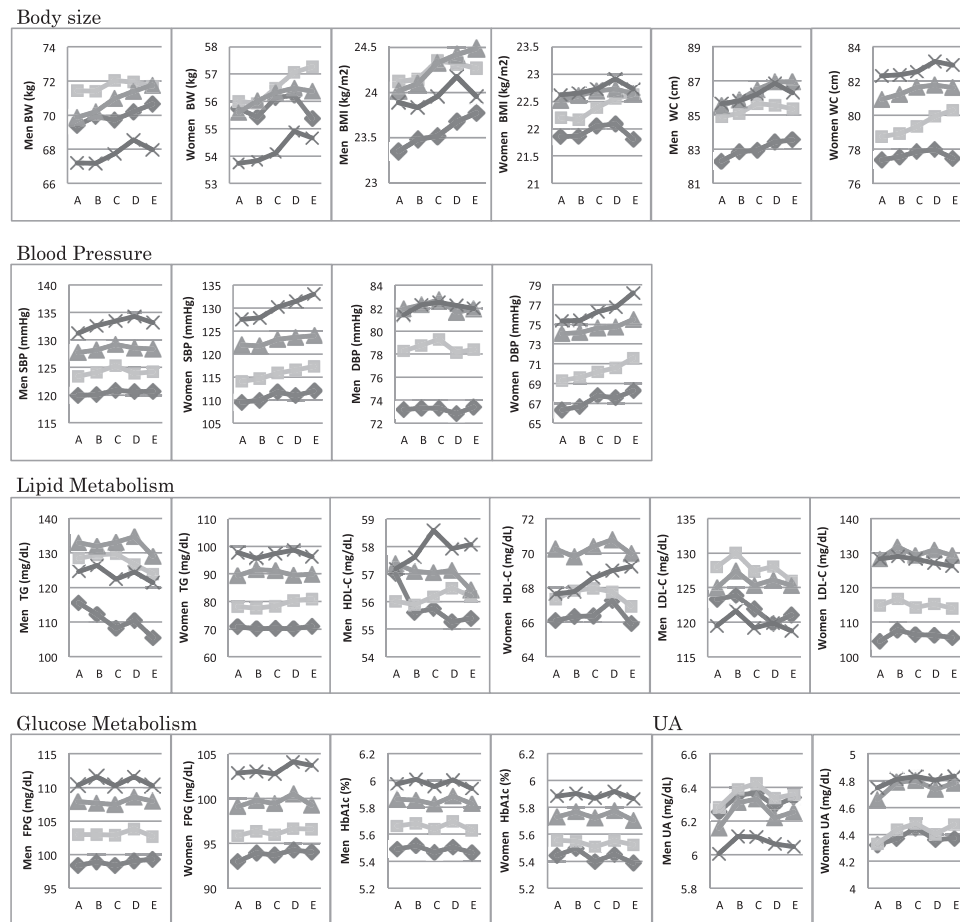 Body size
Men BW (kg)
74
72
70
68
66
A B C D E
Women BW (kg)
58
57
56
55
54
53
A B C D E
Men BMI (kg/m2)
24.5
24
23.5
23
A B C D E
Women BMI (kg/m2)
23.5
23
22.5
22
21.5
21
A B C D E
Men WC (cm)
89
87
85
83
81
A B C D E
Women WC (cm)
84
82
80
78
76
A B C D E
Blood Pressure
Men SBP (mmHg)
140
135
130
125
120
115
A B C D E
Women SBP (mmHg)
135
130
125
120
115
110
105
A B C D E
Men DBP (mmHg)
84
82
80
78
76
74
72
A B C D E
Women DBP (mmHg)
79
77
75
73
71
69
67
65
A B C D E
Lipid Metabolism
Men TG (mg/dL)
140
130
120
110
100
A B C D E
Women TG (mg/dL)
110
100
90
80
70
60
A B C D E
Men HDL-C (mg/dL)
59
58
57
56
55
54
A B C D E
Women HDL-C (mg/dL)
72
70
68
66
64
A B C D E
Men LDL-C (mg/dL)
135
130
125
120
115
A B C D E
Women LDL-C (mg/dL)
140
130
120
110
100
A B C D E
Glucose Metabolism
Men FPG (mg/dL)
115
110
105
100
95
A B C D E
Women FPG (mg/dL)
105
100
95
90
A B C D E
Men HbA1c (%)
6.2
6
5.8
5.6
5.4
5.2
A B C D E
Women HbA1c (%)
6.2
6
5.8
5.6
5.4
5.2
A B C D E
UA
Men UA (mg/dL)
6.6
6.4
6.2
6
5.8
A B C D E
Women UA (mg/dL)
5
4.8
4.6
4.4
4.2
4
A B C D E